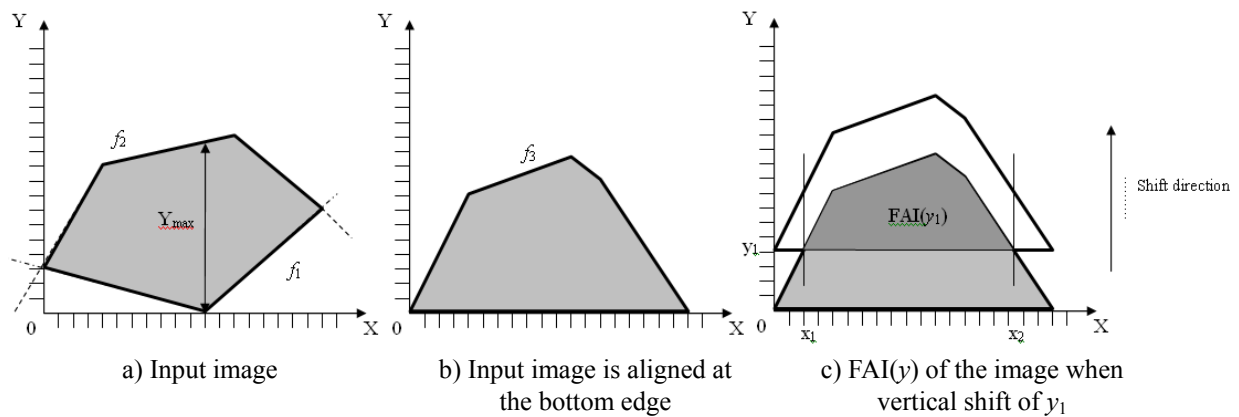 Y
f2
Ymax
f1
0
X
a) Input image
Y
f3
0
X
b) Input image is aligned at
the bottom edge
Y
FAI(y1)
y1
0
x1
x2
X
Shift direction
c) FAI(y) of the image when
vertical shift of y1